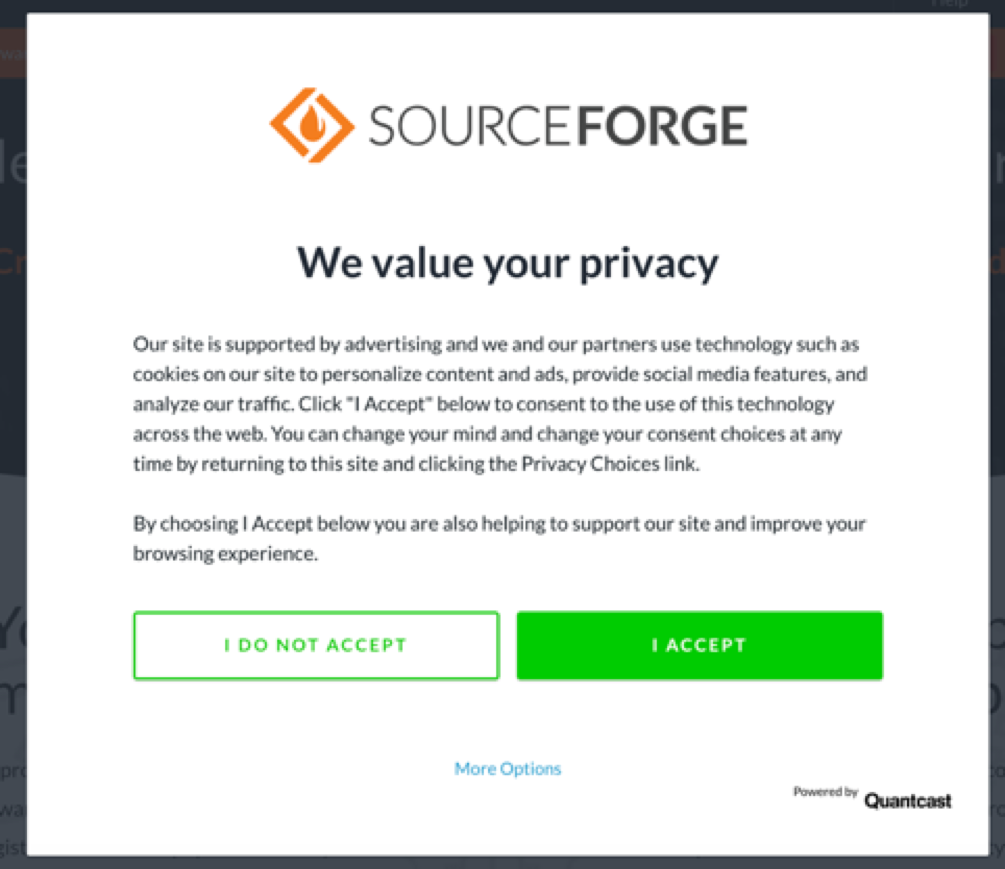 Help
SOURCEFORGE
We value your privacy
Our site is supported by advertising and we and our partners use technology such as
cookies on our site to personalize content and ads, provide social media features, and
analyze our traffic. Click "I Accept" below to consent to the use of this technology
across the web. You can change your mind and change your consent choices at any
time by returning to this site and clicking the Privacy Choices link.
By choosing I Accept below you are also helping to support our site and improve your
browsing experience.
I DO NOT ACCEPT
I ACCEPT
More Options
Powered by Quantcast